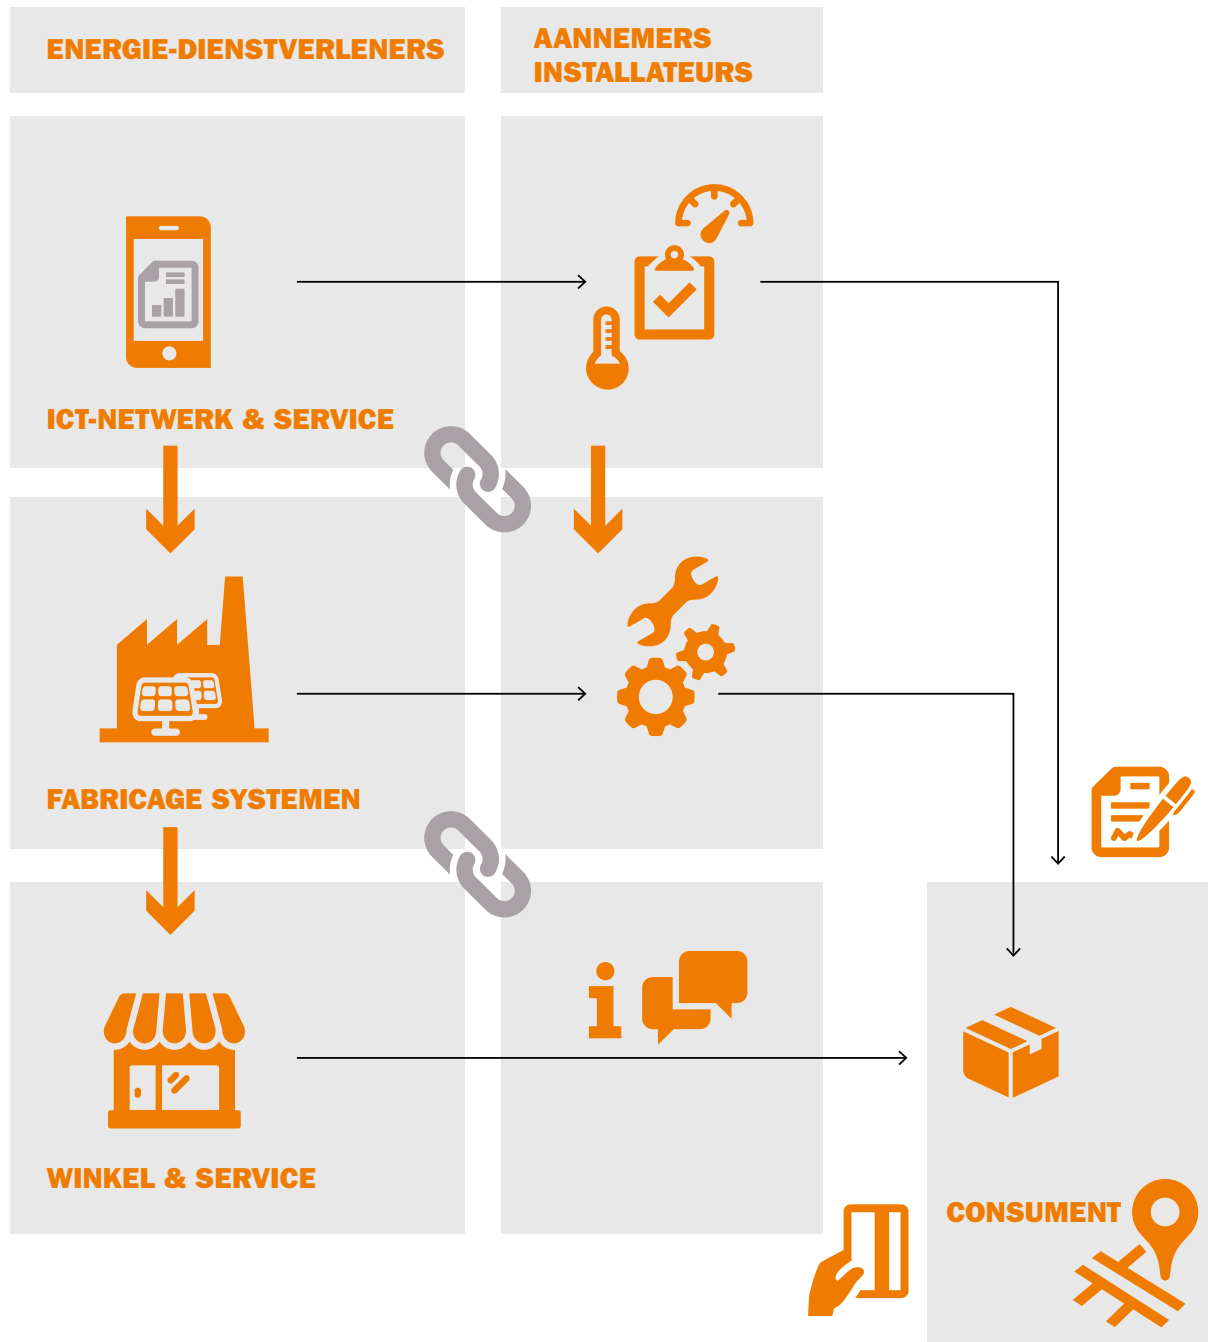 ENERGIE-DIENSTVERLENERS
AANNEMERS
INSTALLATEURS
ICT-NETWERK & SERVICE
FABRICAGE SYSTEMEN
WINKEL & SERVICE
CONSUMENT